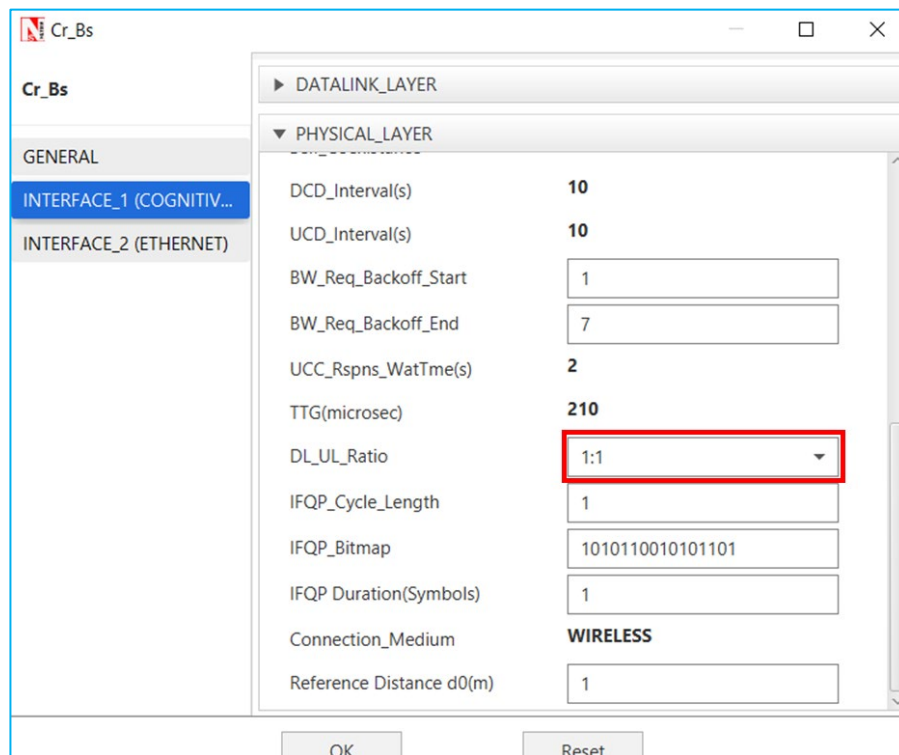 Cr_Bs
Cr_Bs
GENERAL
INTERFACE_1 (COGNITIV...
INTERFACE_2 (ETHERNET)
DATALINK_LAYER
PHYSICAL_LAYER
DCD_Interval(s) 10
UCD_Interval(s) 10
BW_Req_Backoff_Start 1
BW_Req_Backoff_End 7
UCC_Rspns_WatTme(s) 2
TTG(microsec) 210
DL_UL_Ratio 1:1
IFQP_Cycle_Length 1
IFQP_Bitmap 1010110010101101
IFQP Duration(Symbols) 1
Connection_Medium WIRELESS
Reference Distance d0(m) 1
OK Reset